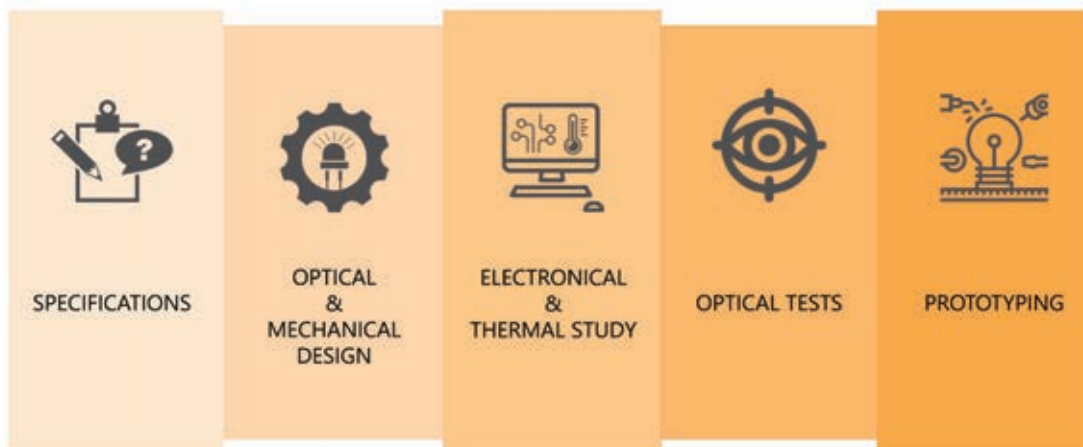 SPECIFICATIONS
OPTICAL
&
MECHANICAL
DESIGN
ELECTRONICAL
&
THERMAL STUDY
OPTICAL TESTS
PROTOTYPING
?